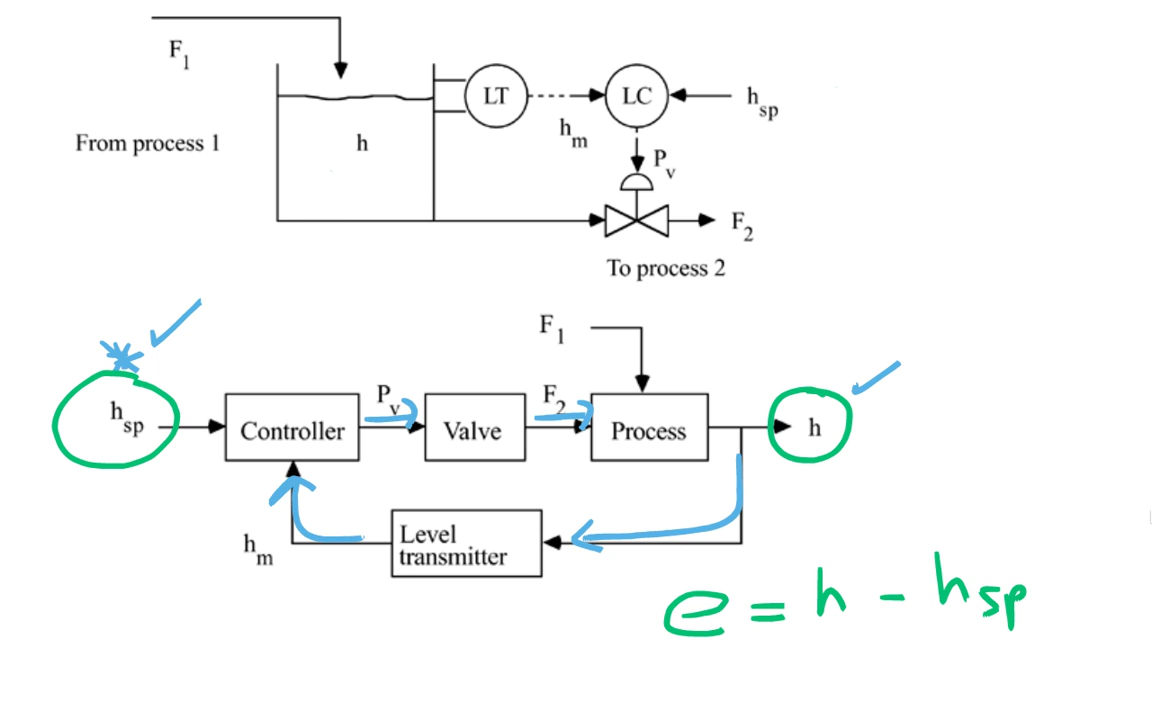 F1
LT
LC
hsp
hm
From process 1
h
Pv
F2
To process 2
F1
hsp
Pv
F2
Controller
Valve
Process
h
hm
Level
transmitter
e = h - hsp